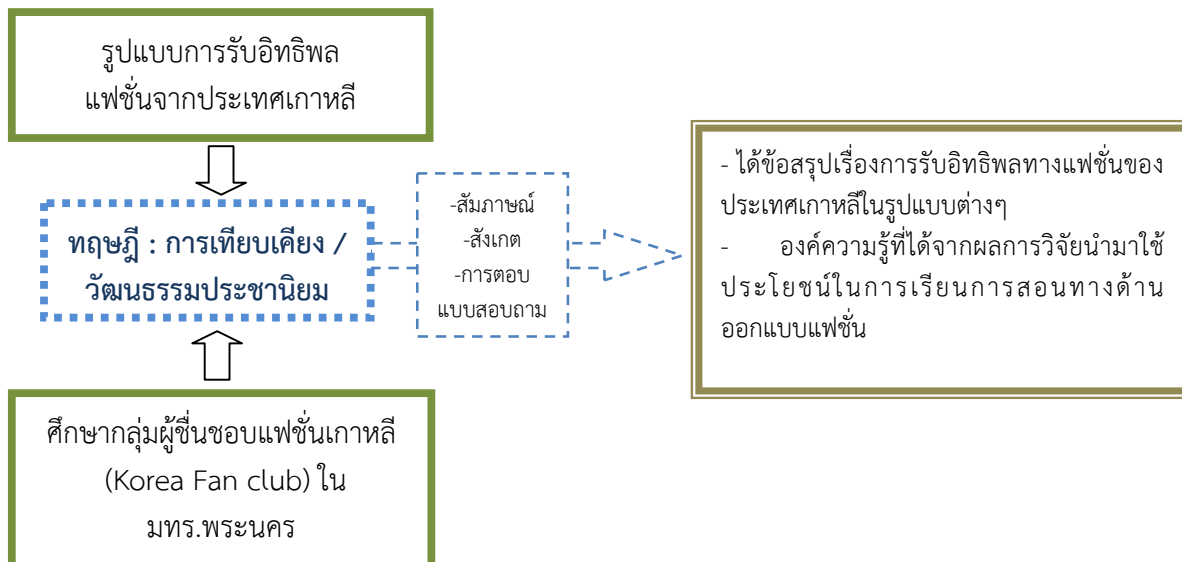 รูปแบบการรับอิทธิพล
แฟชั่นจากประเทศเกาหลี
ทฤษฎี : การเทียบเคียง /
วัฒนธรรมประชานิยม
ศึกษากลุ่มผู้ชื่นชอบแฟชั่นเกาหลี
(Korea Fan club) ใน
มทร.พระนคร
-สัมภาษณ์
-สังเกต
-การตอบ
แบบสอบถาม
- ได้ข้อสรุปเรื่องการรับอิทธิพลทางแฟชั่นของ
ประเทศเกาหลีในรูปแบบต่างๆ
- องค์ความรู้ที่ได้จากผลการวิจัยนำมาใช้
ประโยชน์ในการเรียนการสอนทางด้าน
ออกแบบแฟชั่น